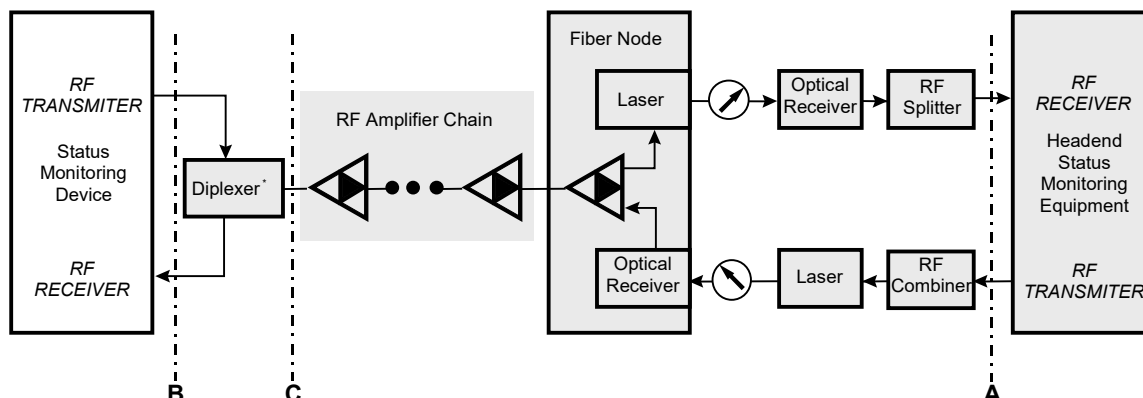 RF
TRANSMITER
Status
Monitoring
Device
RF
RECEIVER
Diplexer*
RF Amplifier Chain
Fiber Node
Laser
Optical
Receiver
Optical
Receiver
RF
Splitter
Laser
RF
Combiner
RF
RECEIVER
Headend
Status
Monitoring
Equipment
RF
TRANSMITER
B
C
A